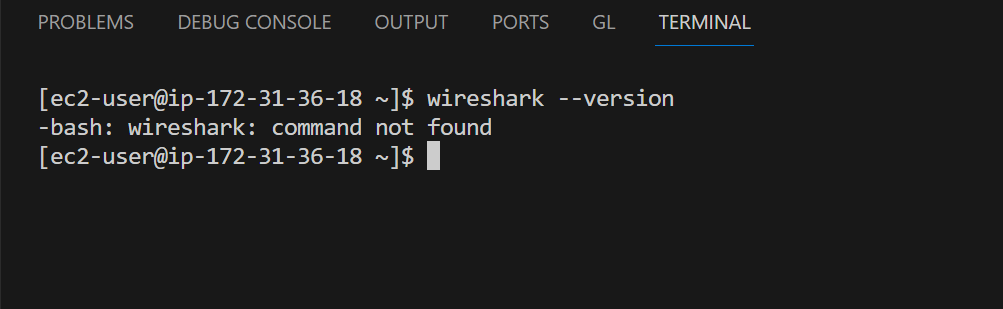 PROBLEMS DEBUG CONSOLE OUTPUT PORTS GL TERMINAL
[ec2-user@ip-172-31-36-18 ~]$ wireshark --version
-bash: wireshark: command not found
[ec2-user@ip-172-31-36-18 ~]$